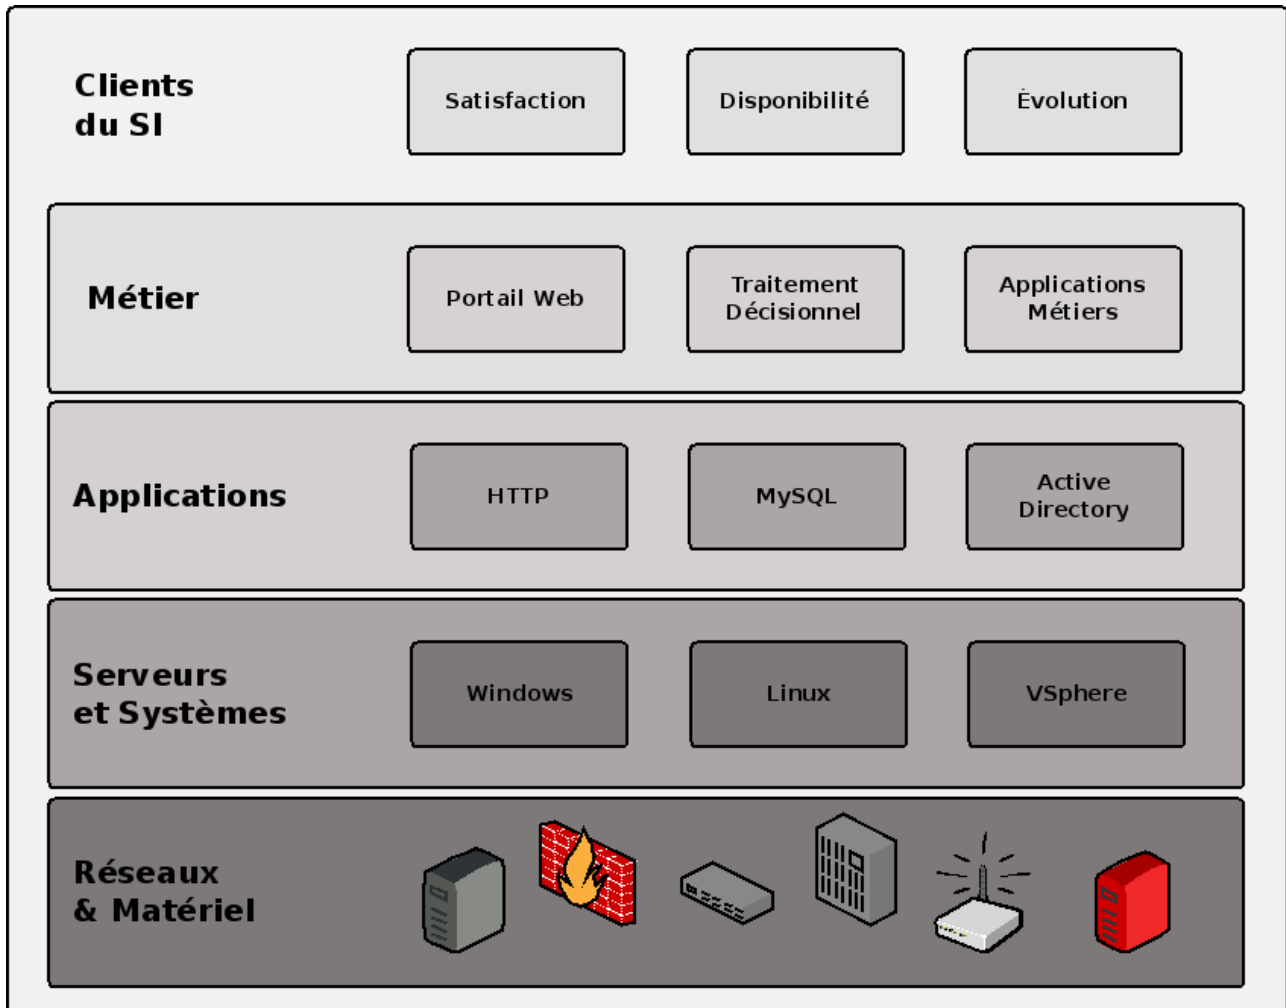 Clients
du SI
Satisfaction
Disponibilité
Évolution
Métier
Portail Web
Traitement
Décisionnel
Applications
Métiers
Applications
HTTP
MySQL
Active
Directory
Serveurs
et Systèmes
Windows
Linux
VSphere
Réseaux
& Matériel